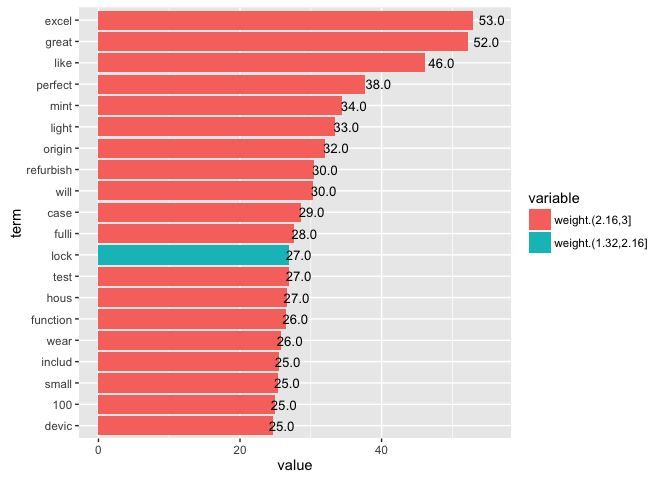 excel 53.0
great 52.0
like 46.0
perfect 38.0
mint 34.0
light 33.0
origin 32.0
refurbish 30.0
will 30.0
case 29.0
fulli 28.0
lock 27.0
test 27.0
hous 27.0
function 26.0
wear 26.0
includ 25.0
small 25.0
100 25.0
devic 25.0
term
0 20 40
value
variable
weight.(2.16,3]
weight.(1.32,2.16]